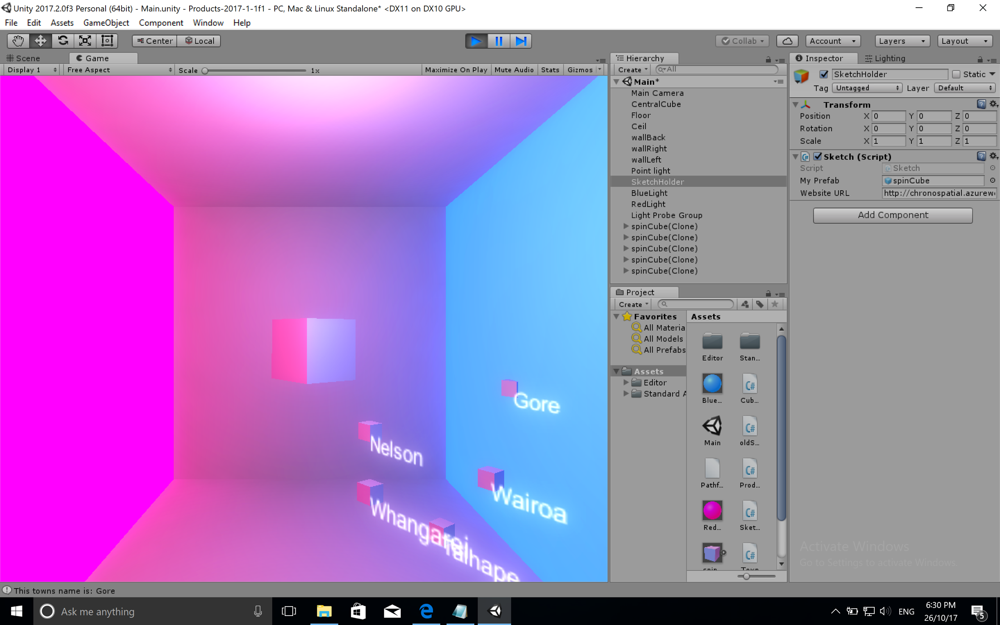 Unity 2017.2.0f3 Personal (64bit) - Main.unity - Products-2017-1-1f1 - PC, Mac & Linux Standalone* <DX11 on DX10 GPU>
File Edit Assets GameObject Component Window Help
Center Local Collab Account Layers Layout
Scene Game
Display 1 Free Aspect Scale 1x Maximize On Play Mute Audio Stats Gizmos
Gore
Nelson
Wairoa
Whangarei
Taihape
Hierarchy
Create All
Main*
Main Camera
CentralCube
Floor
Ceil
wallBack
wallRight
wallLeft
Point light
SketchHolder
BlueLight
RedLight
Light Probe Group
spinCube(Clone)
spinCube(Clone)
spinCube(Clone)
spinCube(Clone)
spinCube(Clone)
Project
Create
Favorites
All Materia
All Models
All Prefabs
Assets
Editor
Standard A
Assets
Editor Stan...
Blue... Cub...
Main oldS...
Pathf... Prod...
Red... Sket...
Inspector Lighting
SketchHolder Static
Tag Untagged Layer Default
Transform
Position X 0 Y 0 Z 0
Rotation X 0 Y 0 Z 0
Scale X 1 Y 1 Z 1
Sketch (Script)
Script Sketch
My Prefab spinCube
Website URL http://chronospatial.azurew
Add Component
Activate Windows
Go to Settings to activate Windows.
This towns name is: Gore
Ask me anything
ENG
6:30 PM
26/10/17
5